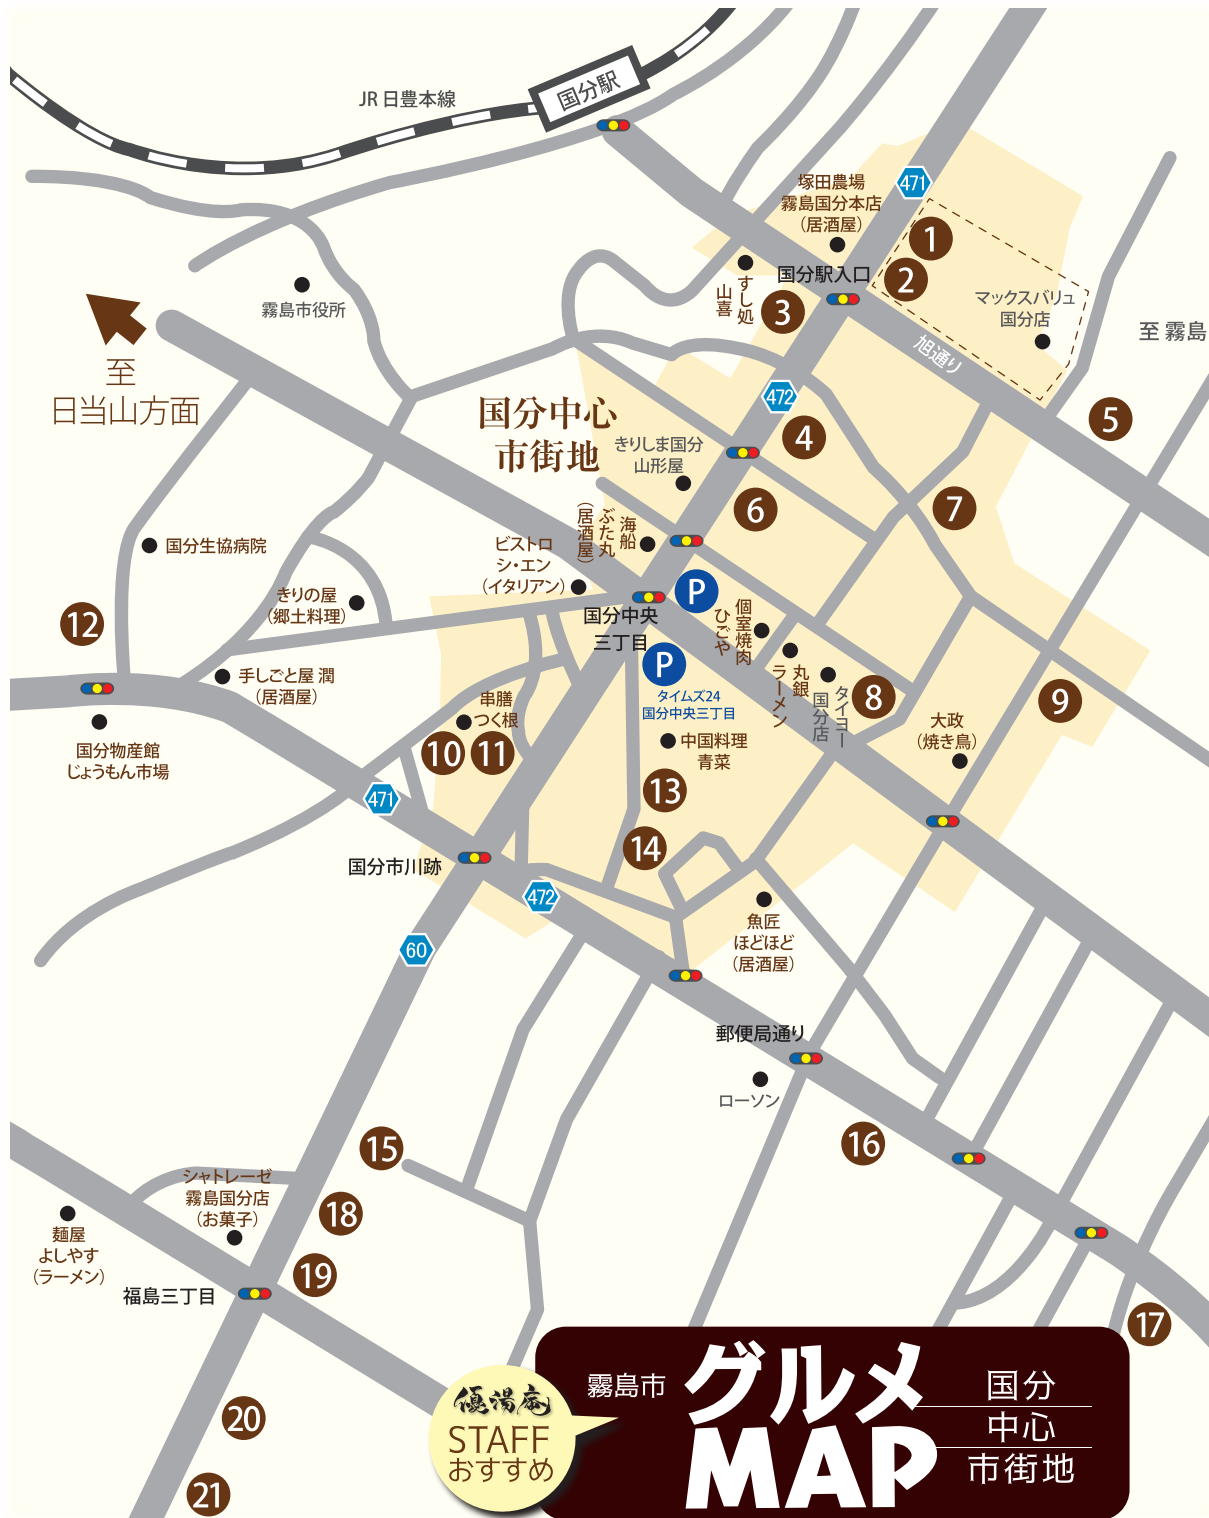 国分駅
JR 日豊本線
471
塚田農場
霧島国分本店
(居酒屋)
1
2
国分駅入口
すし処
山喜
3
マックスバリュ
国分店
霧島市役所
至 霧島
旭通り
至
日当山方面
472
4
5
国分中心
市街地
きりしま国分
山形屋
6
7
海船
ぶた丸
(居酒屋)
ビストロ
シ・エン
(イタリアン)
国分生協病院
きりの屋
(郷土料理)
12
P
国分中央
三丁目
P
タイムズ24
国分中央三丁目
個室焼肉
ひごや
丸銀
ラーメン
タイヨー
国分店
8
9
手しごと屋 潤
(居酒屋)
串膳
つく根
10
11
大政
(焼き鳥)
中国料理
青菜
国分物産館
じょうもん市場
13
471
14
国分市川跡
472
60
魚匠
ほどほど
(居酒屋)
郵便局通り
ローソン
16
15
シャトレーゼ
霧島国分店
(お菓子)
18
麺屋
よしやす
(ラーメン)
19
福島三丁目
17
20
21
優湯庵
STAFF
おすすめ
霧島市
グルメ
MAP
国分
中心
市街地